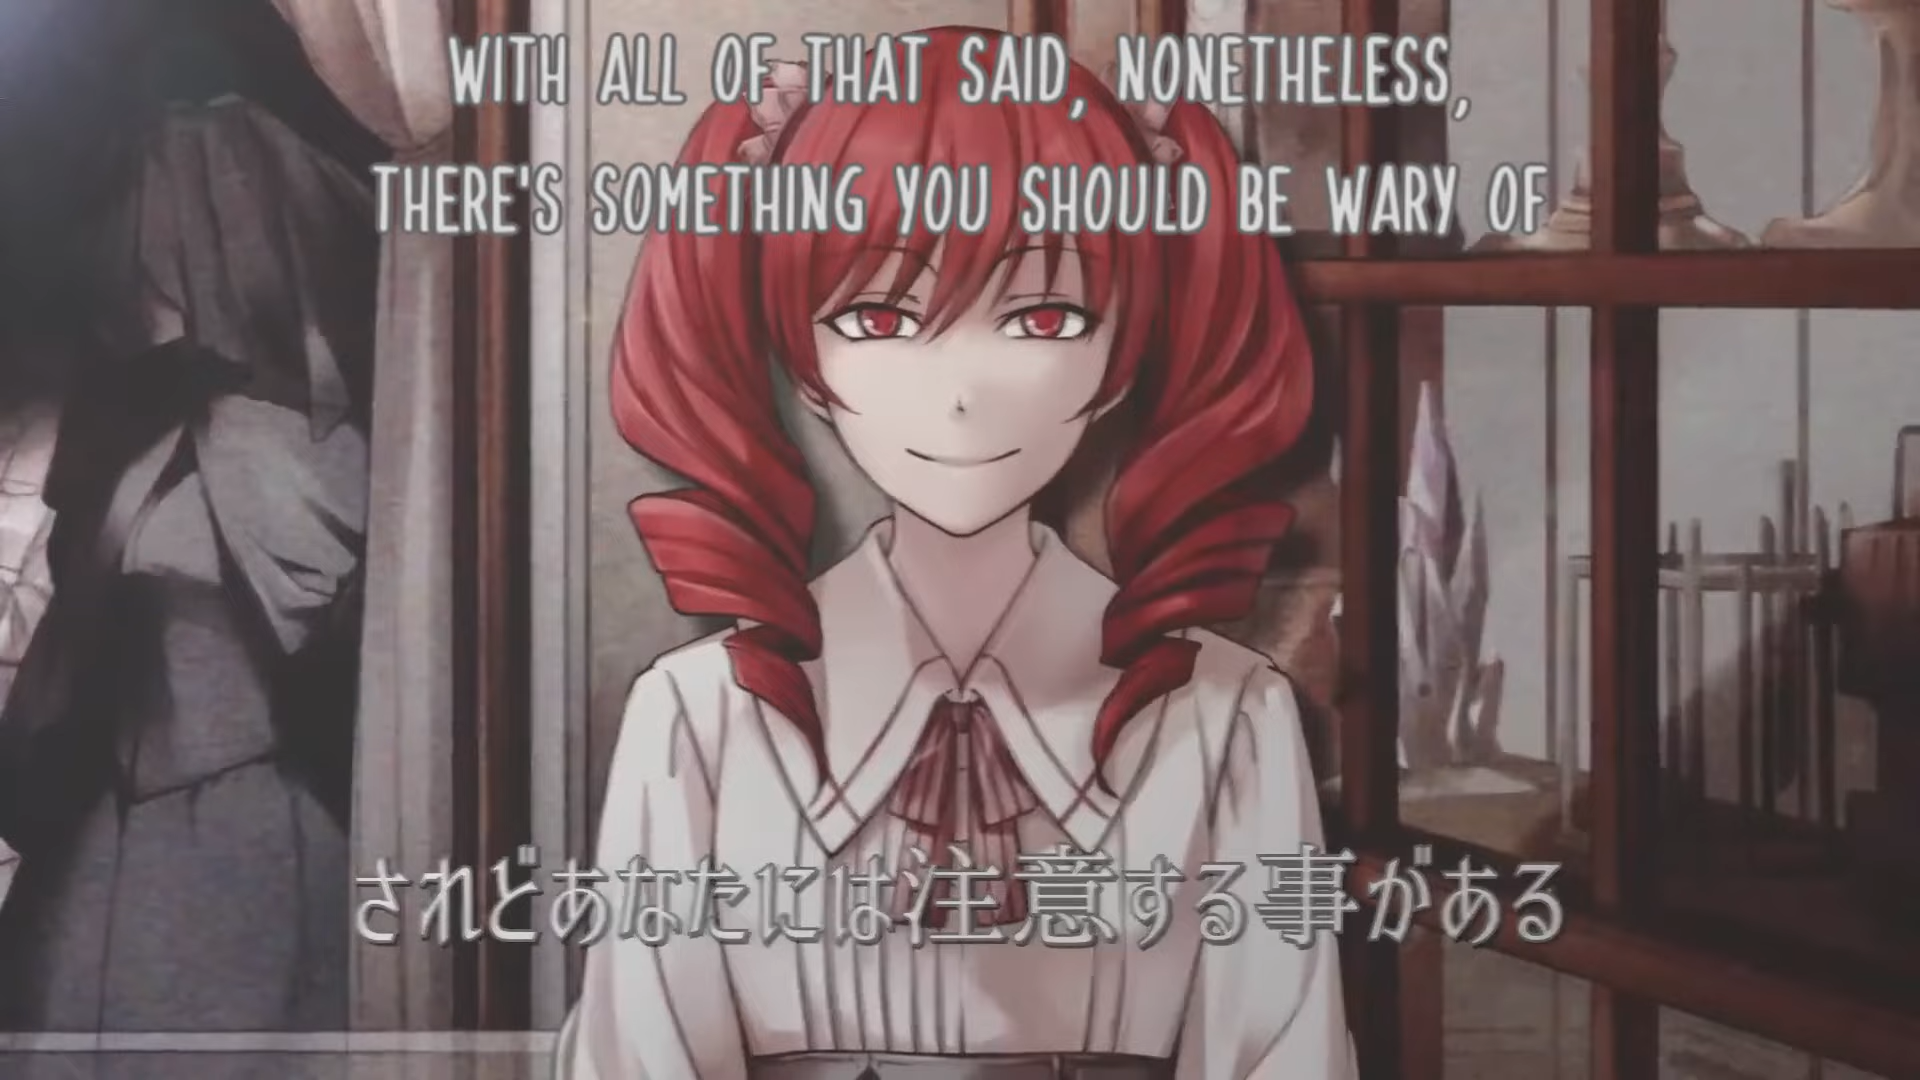 WITH ALL OF THAT SAID, NONETHELESS,
THERE'S SOMETHING YOU SHOULD BE WARY OF
されどあなたには注意する事がある